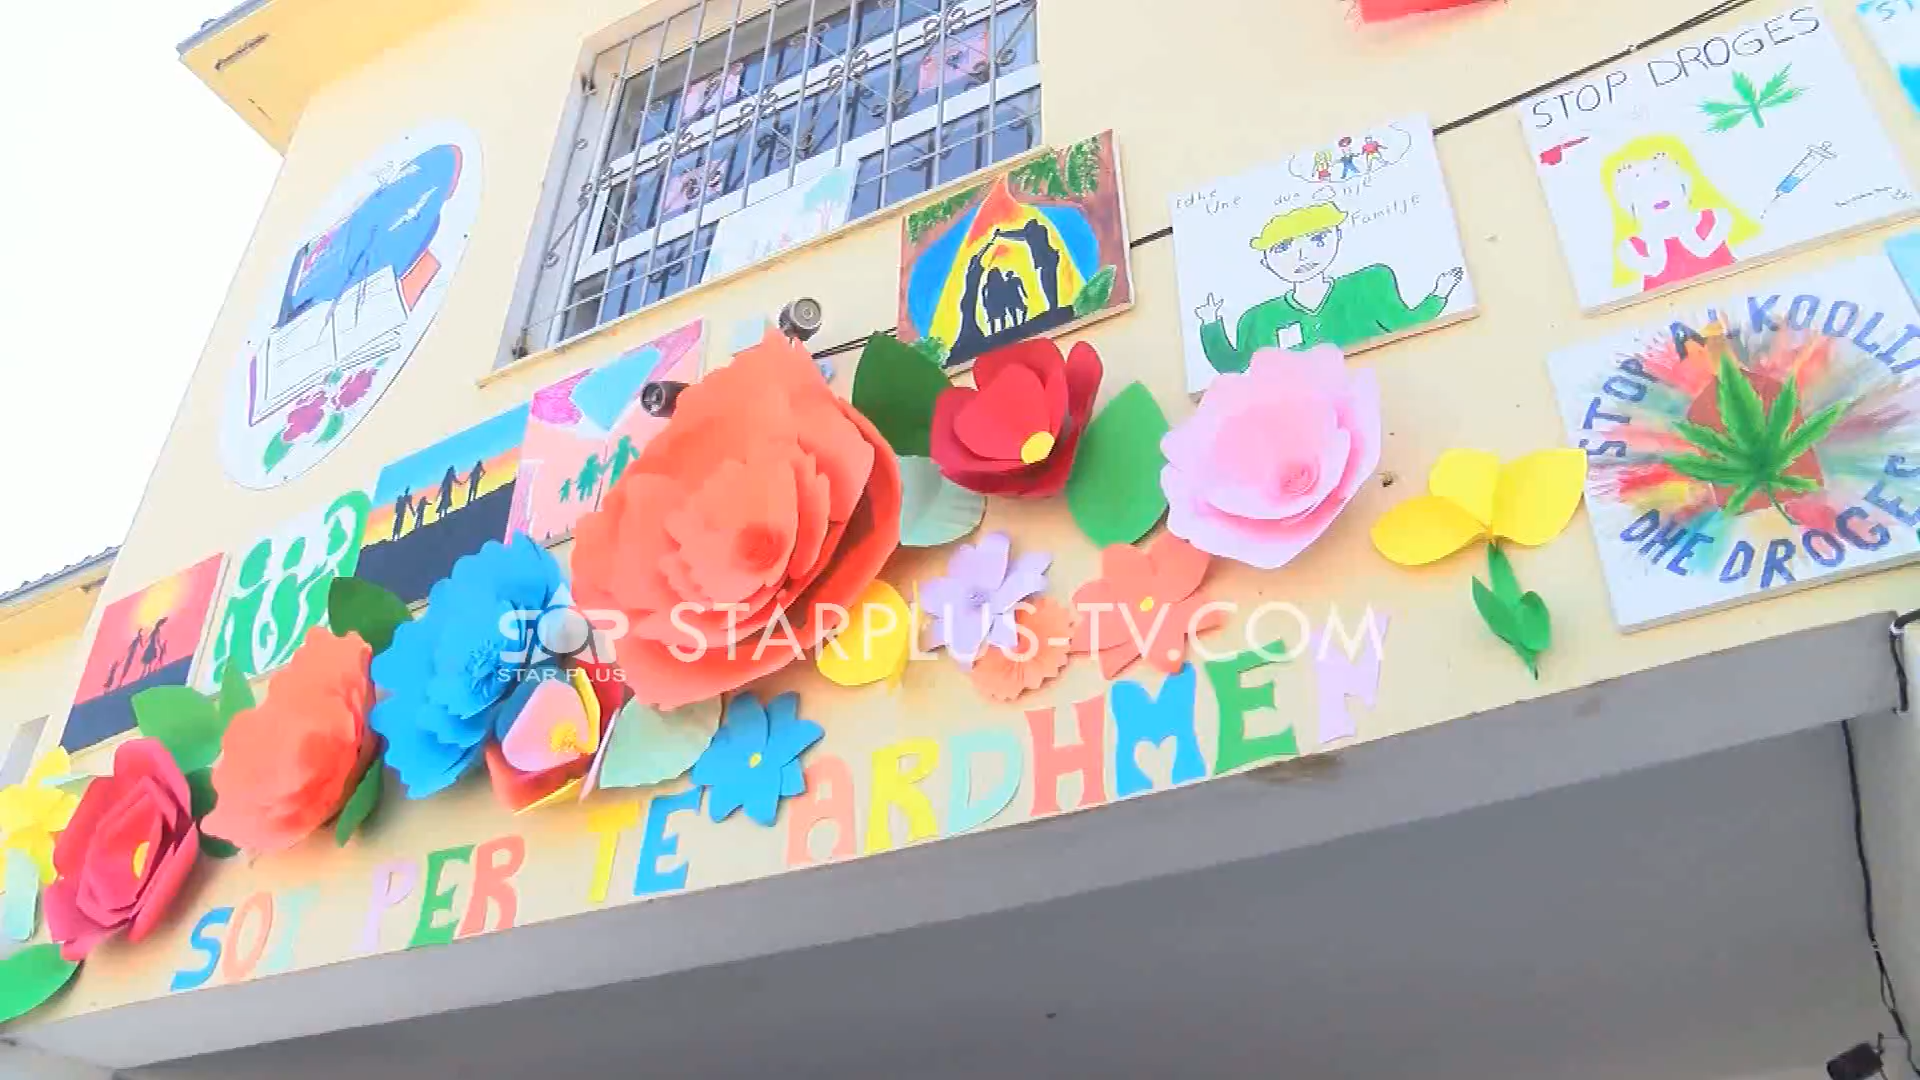 STOP DROGES
Edhe Une dua nje
Familje
STOP ALKOOLIT
DHE DROGES
STAR PLUS
STARPLUS-TV.COM
SOT PER TE ARDHMEN